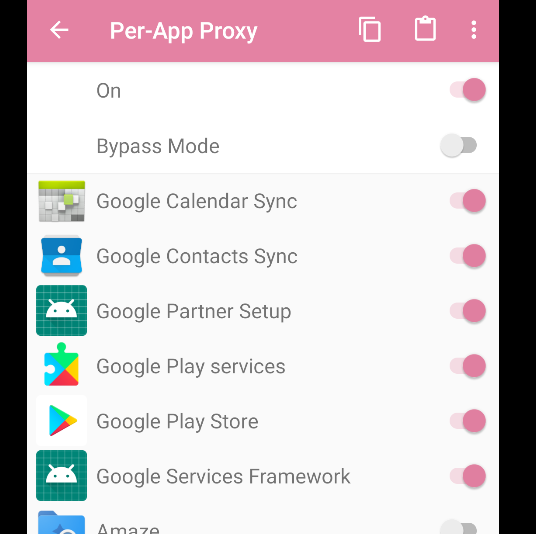 Per-App Proxy
On
Bypass Mode
Google Calendar Sync
Google Contacts Sync
Google Partner Setup
Google Play services
Google Play Store
Google Services Framework
Amaze